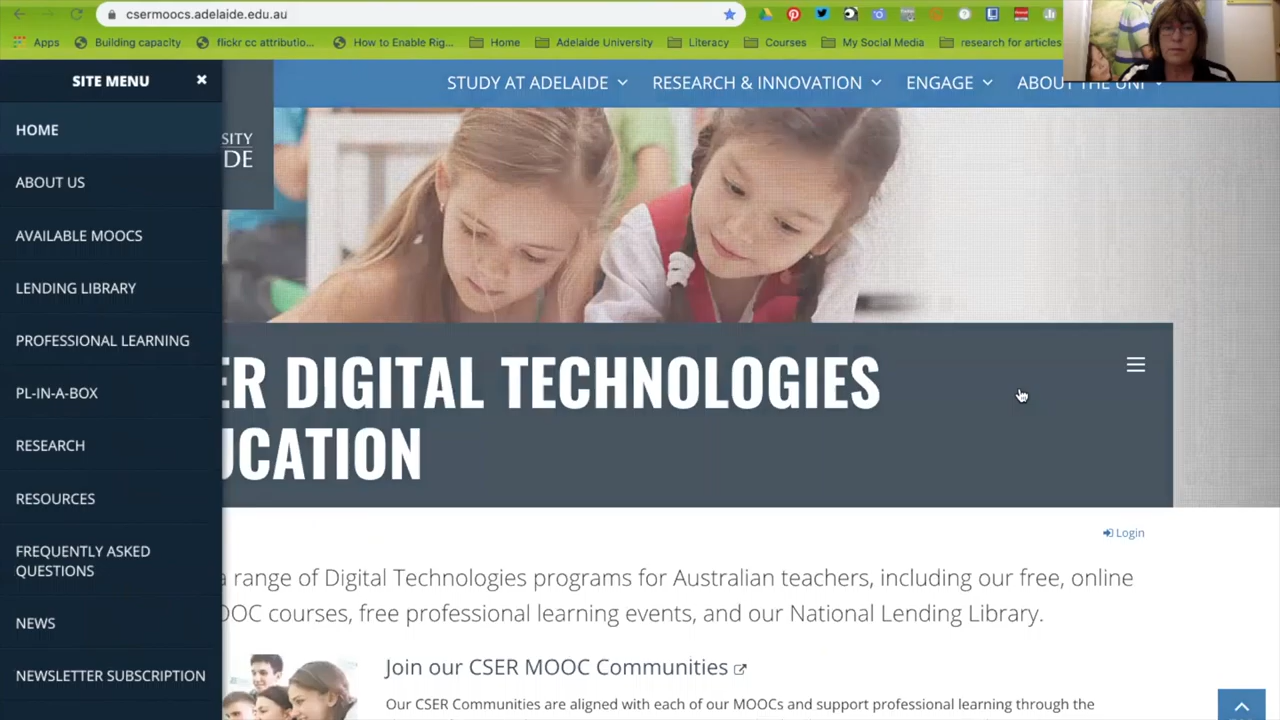 csermoocs.adelaide.edu.au
Apps Building capacity flickr cc attributio... How to Enable Rig... Home Adelaide University Literacy Courses My Social Media research for articles
SITE MENU ×
STUDY AT ADELAIDE RESEARCH & INNOVATION ENGAGE ABOUT THE UNI
HOME
SITY
DE
ABOUT US
AVAILABLE MOOCS
LENDING LIBRARY
PROFESSIONAL LEARNING
PL-IN-A-BOX
RESEARCH
RESOURCES
FREQUENTLY ASKED
QUESTIONS
NEWS
NEWSLETTER SUBSCRIPTION
ER DIGITAL TECHNOLOGIES
UCATION
Login
a range of Digital Technologies programs for Australian teachers, including our free, online
OOC courses, free professional learning events, and our National Lending Library.
Join our CSER MOOC Communities
Our CSER Communities are aligned with each of our MOOCs and support professional learning through the